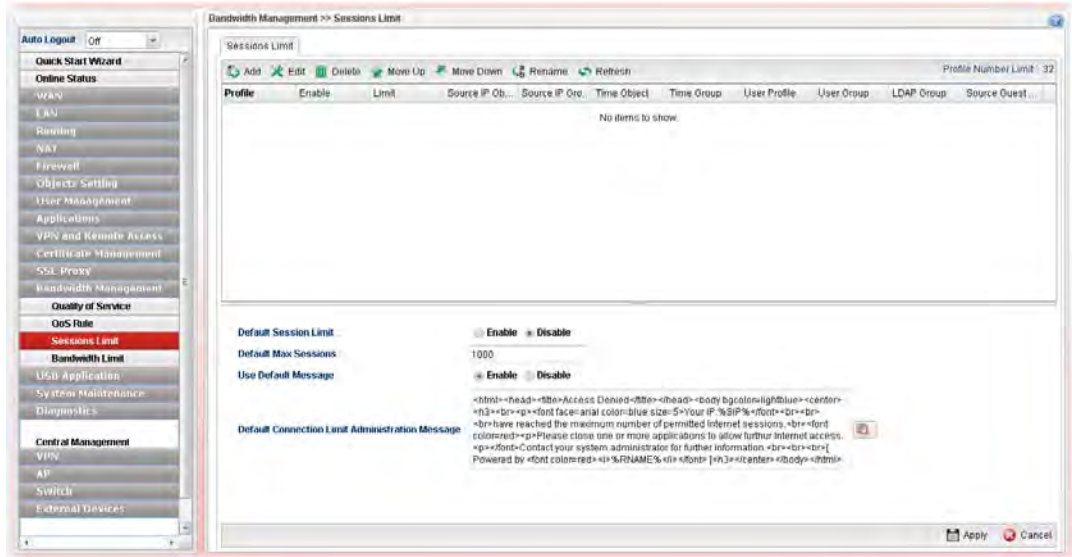 Bandwidth Management >> Sessions Limit
Auto Logout Off
Quick Start Wizard
Online Status
WAN
LAN
Routing
NAT
Firewall
Objects Setting
User Management
Applications
VPN and Remote Access
Certificate Management
SSL Proxy
Bandwidth Management
Quality of Service
QoS Rule
Sessions Limit
Bandwidth Limit
USB Application
System Maintenance
Diagnostics
Central Management
VPN
AP
Switch
External Devices
Sessions Limit
Add Edit Delete Move Up Move Down Rename Refresh Profile Number Limit : 32
Profile Enable Limit Source IP Ob... Source IP Gro... Time Object Time Group User Profile User Group LDAP Group Source Guest ...
No items to show.
Default Session Limit Enable Disable
Default Max Sessions 1000
Use Default Message Enable Disable
Default Connection Limit Administration Message
<html><head><title>Access Denied</title></head><body bgcolor=lightblue><center>
<h3><br><p><font face=arial color=blue size=5>Your IP:%SIP%</font><br><br>
<br>have reached the maximum number of permitted Internet sessions.<br><font
color=red><p>Please close one or more applications to allow furthur Internet access.
<p></font>Contact your system administrator for further information.<br><br><br>[
Powered by <font color=red><i>%RNAME%</i></font> ]<h3></center></body></html>
Apply Cancel